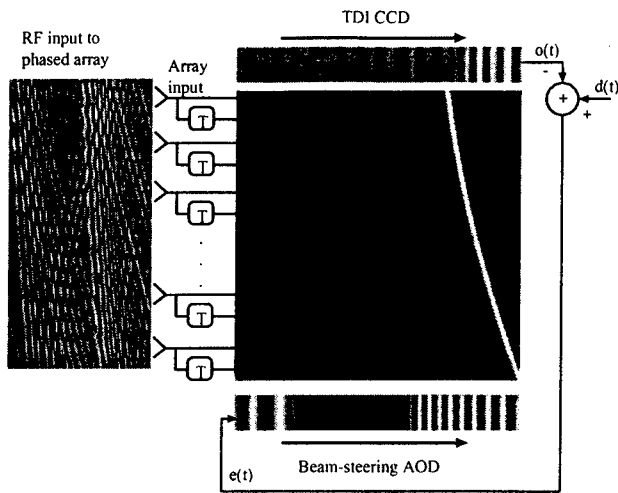 TDI CCD
RF input to
phased array
Array
input
o(t)
-
+
d(t)
+
T
T
T
T
T
e(t)
Beam-steering AOD